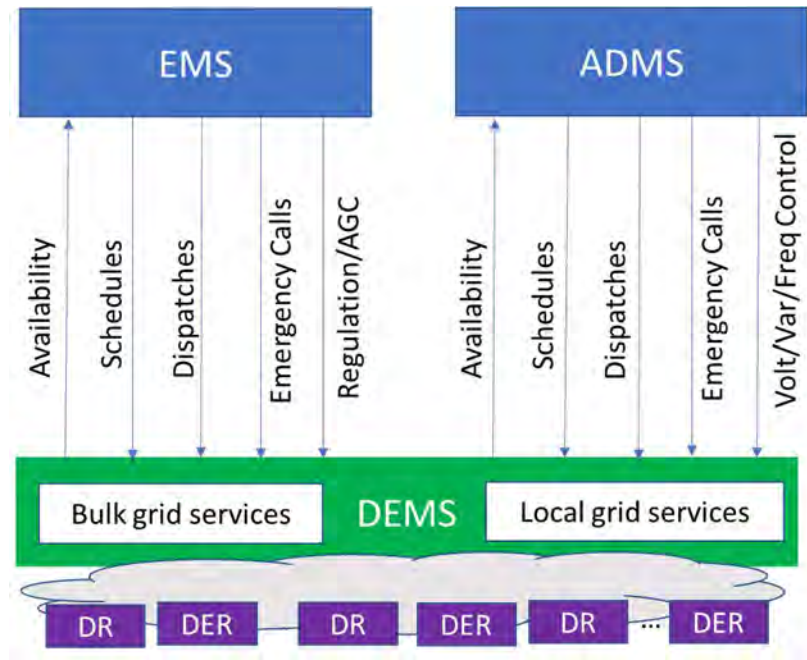 EMS
ADMS
Availability
Schedules
Dispatches
Emergency Calls
Regulation/AGC
Availability
Schedules
Dispatches
Emergency Calls
Volt/Var/Freq Control
Bulk grid services
DEMS
Local grid services
DR
DER
DR
DER
DR
...
DER